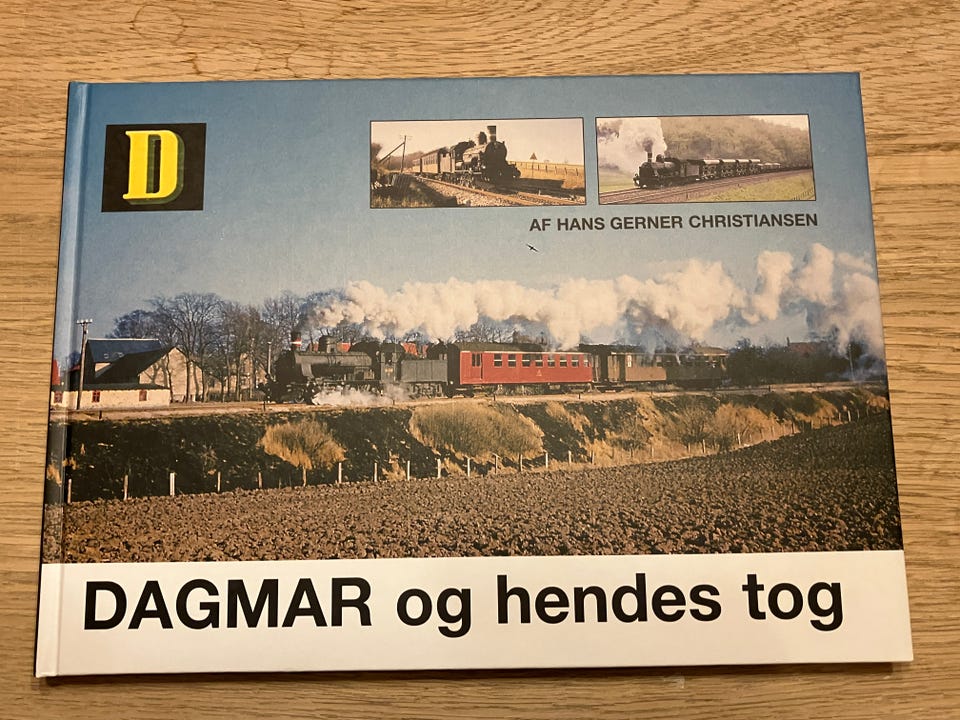 D
AF HANS GERNER CHRISTIANSEN
DAGMAR og hendes tog